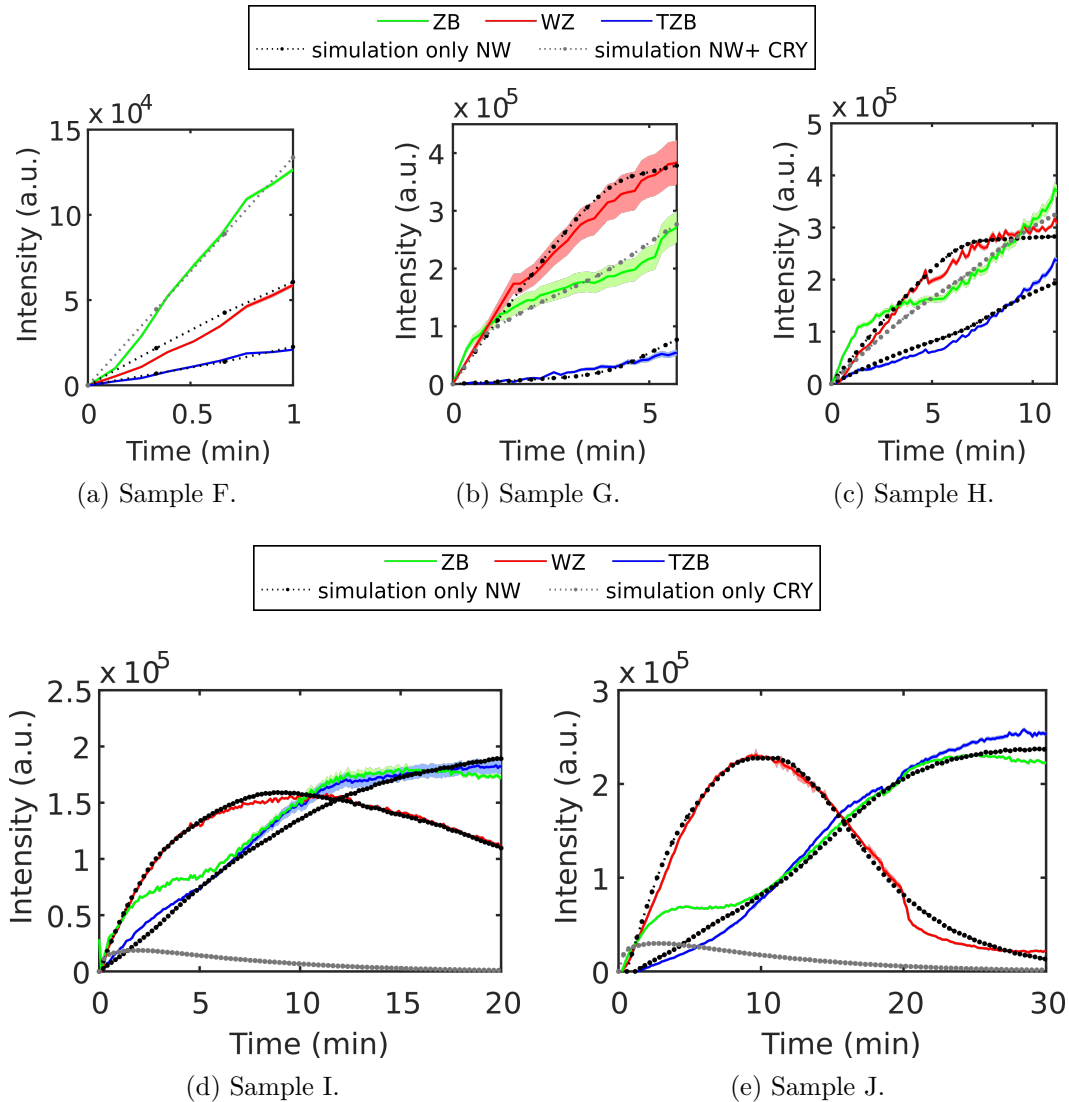 ZB WZ TZB
simulation only NW simulation NW+ CRY
x 10^4
15
10
5
0
0 0.5 1
Intensity (a.u.)
Time (min)
(a) Sample F.
x 10^5
4
3
2
1
0
0 5
Intensity (a.u.)
Time (min)
(b) Sample G.
x 10^5
5
4
3
2
1
0
0 5 10
Intensity (a.u.)
Time (min)
(c) Sample H.
ZB WZ TZB
simulation only NW simulation only CRY
x 10^5
2.5
2
1.5
1
0.5
0
0 5 10 15 20
Intensity (a.u.)
Time (min)
(d) Sample I.
x 10^5
3
2
1
0
0 10 20 30
Intensity (a.u.)
Time (min)
(e) Sample J.